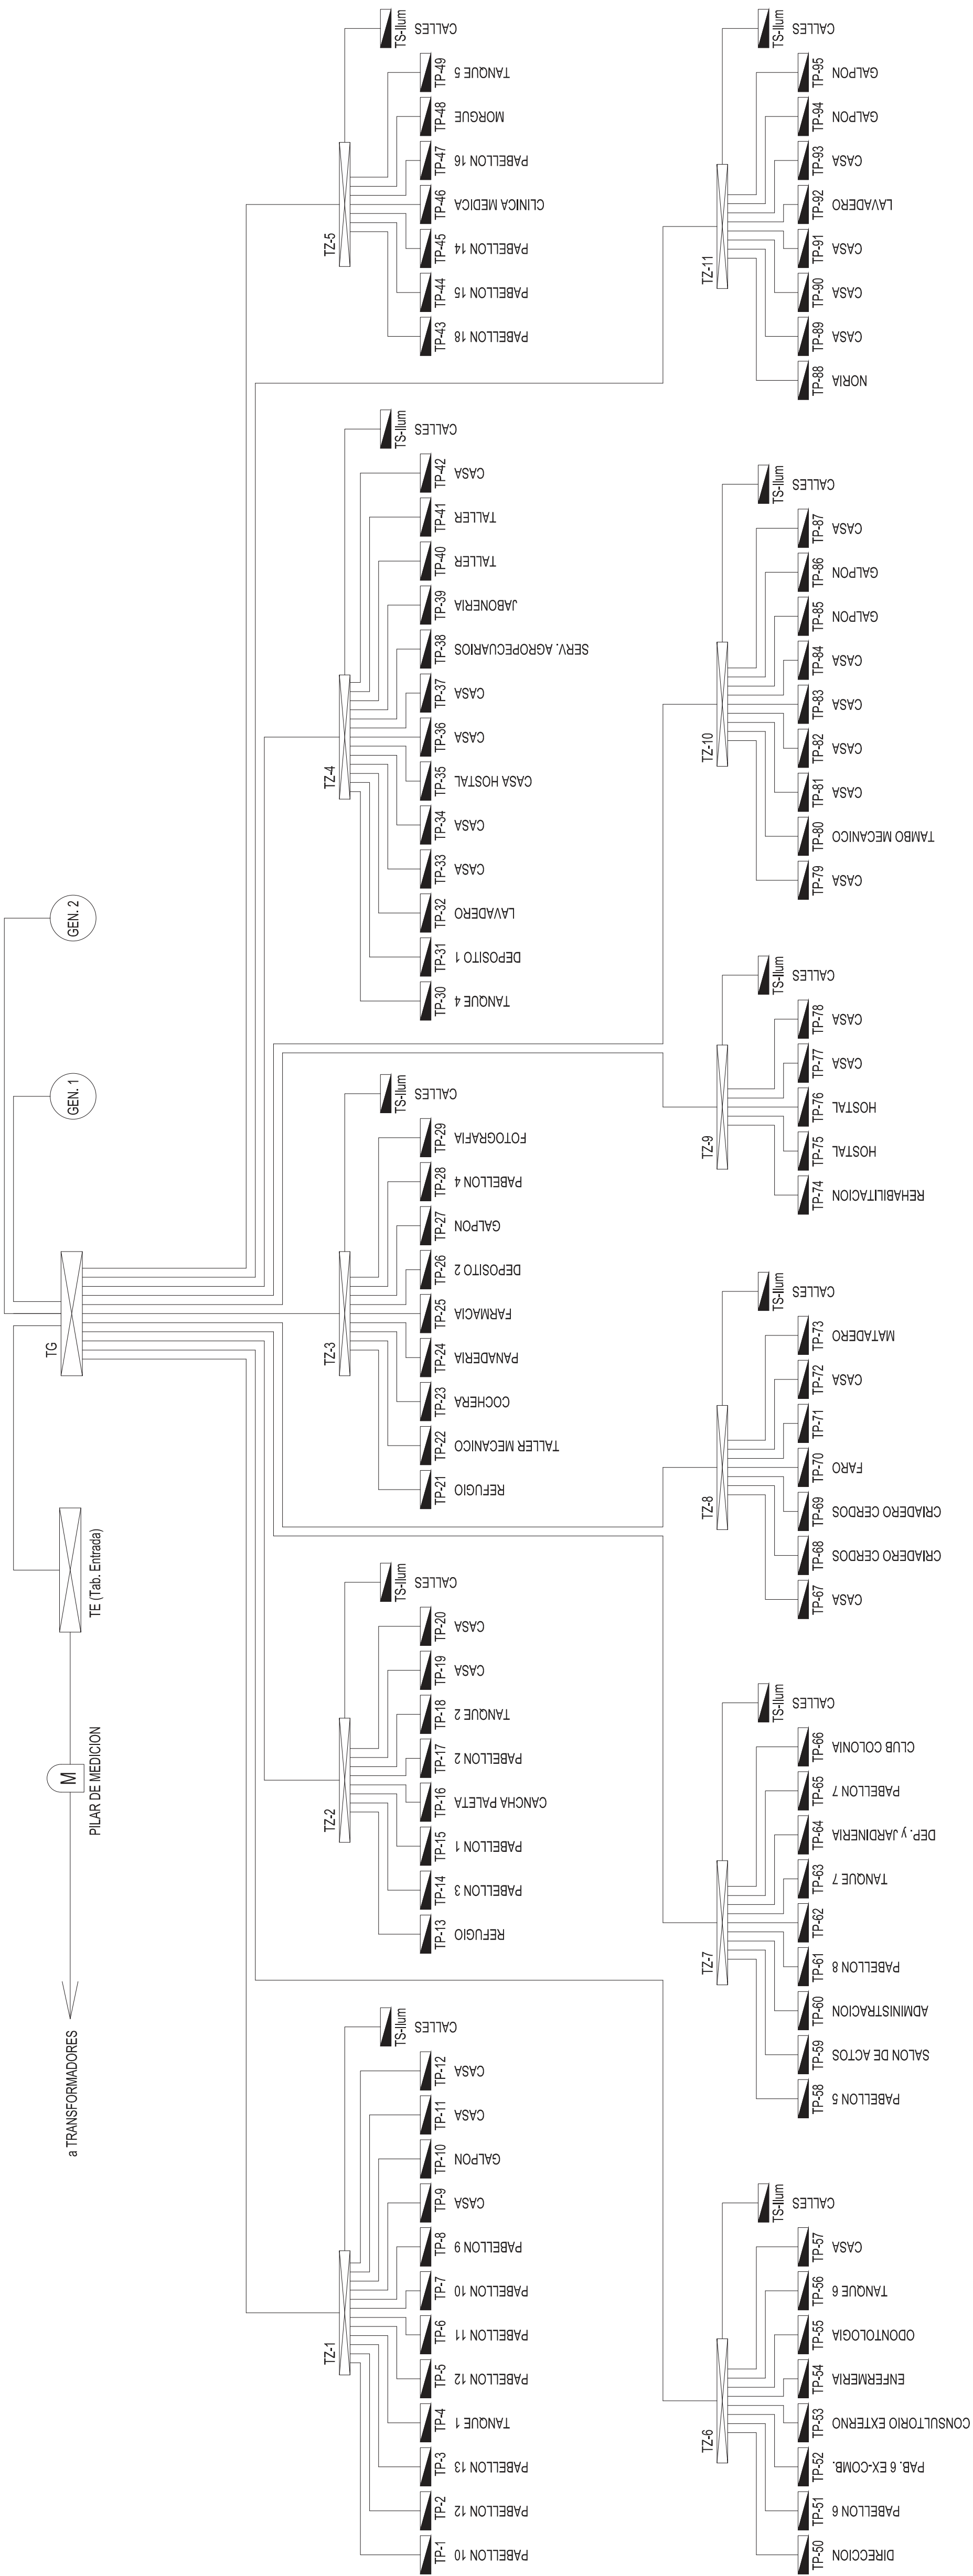 a TRANSFORMADORES
M
PILAR DE MEDICION
TE (Tab. Entrada)
TG
GEN. 1
GEN. 2
TZ-1
TP-1
PABELLON 10
TP-2
PABELLON 12
TP-3
PABELLON 13
TP-4
TANQUE 1
TP-5
PABELLON 12
TP-6
PABELLON 11
TP-7
PABELLON 10
TP-8
PABELLON 9
TP-9
CASA
TP-10
GALPON
TP-11
CASA
TP-12
CASA
TS-Ilum
CALLES
TZ-2
TP-13
REFUGIO
TP-14
PABELLON 3
TP-15
PABELLON 1
TP-16
CANCHA PALETA
TP-17
PABELLON 2
TP-18
TANQUE 2
TP-19
CASA
TP-20
CASA
TS-Ilum
CALLES
TZ-3
TP-21
REFUGIO
TP-22
TALLER MECANICO
TP-23
COCHERA
TP-24
PANADERIA
TP-25
FARMACIA
TP-26
DEPOSITO 2
TP-27
GALPON
TP-28
PABELLON 4
TP-29
FOTOGRAFIA
TS-Ilum
CALLES
TZ-4
TP-30
TANQUE 4
TP-31
DEPOSITO 1
TP-32
LAVADERO
TP-33
CASA
TP-34
CASA
TP-35
CASA HOSTAL
TP-36
CASA
TP-37
CASA
TP-38
SERV. AGROPECUARIOS
TP-39
JABONERIA
TP-40
TALLER
TP-41
TALLER
TP-42
CASA
TS-Ilum
CALLES
TZ-5
TP-43
PABELLON 18
TP-44
PABELLON 15
TP-45
PABELLON 14
TP-46
CLINICA MEDICA
TP-47
PABELLON 16
TP-48
MORGUE
TP-49
TANQUE 5
TS-Ilum
CALLES
TZ-6
TP-50
DIRECCION
TP-51
PABELLON 6
TP-52
PAB. 6 EX-COMB.
TP-53
CONSULTORIO EXTERNO
TP-54
ENFERMERIA
TP-55
ODONTOLOGIA
TP-56
TANQUE 6
TP-57
CASA
TS-Ilum
CALLES
TZ-7
TP-58
PABELLON 5
TP-59
SALON DE ACTOS
TP-60
ADMINISTRACION
TP-61
PABELLON 8
TP-62
TP-63
TANQUE 7
TP-64
DEP. y JARDINERIA
TP-65
PABELLON 7
TP-66
CLUB COLONIA
TS-Ilum
CALLES
TZ-8
TP-67
CASA
TP-68
CRIADERO CERDOS
TP-69
CRIADERO CERDOS
TP-70
FARO
TP-71
TP-72
CASA
TP-73
MATADERO
TS-Ilum
CALLES
TZ-9
TP-74
REHABILITACION
TP-75
HOSTAL
TP-76
HOSTAL
TP-77
CASA
TP-78
CASA
TS-Ilum
CALLES
TZ-10
TP-79
CASA
TP-80
TAMBO MECANICO
TP-81
CASA
TP-82
CASA
TP-83
CASA
TP-84
CASA
TP-85
GALPON
TP-86
GALPON
TP-87
CASA
TS-Ilum
CALLES
TZ-11
TP-88
NORIA
TP-89
CASA
TP-90
CASA
TP-91
CASA
TP-92
LAVADERO
TP-93
CASA
TP-94
GALPON
TP-95
GALPON
TS-Ilum
CALLES